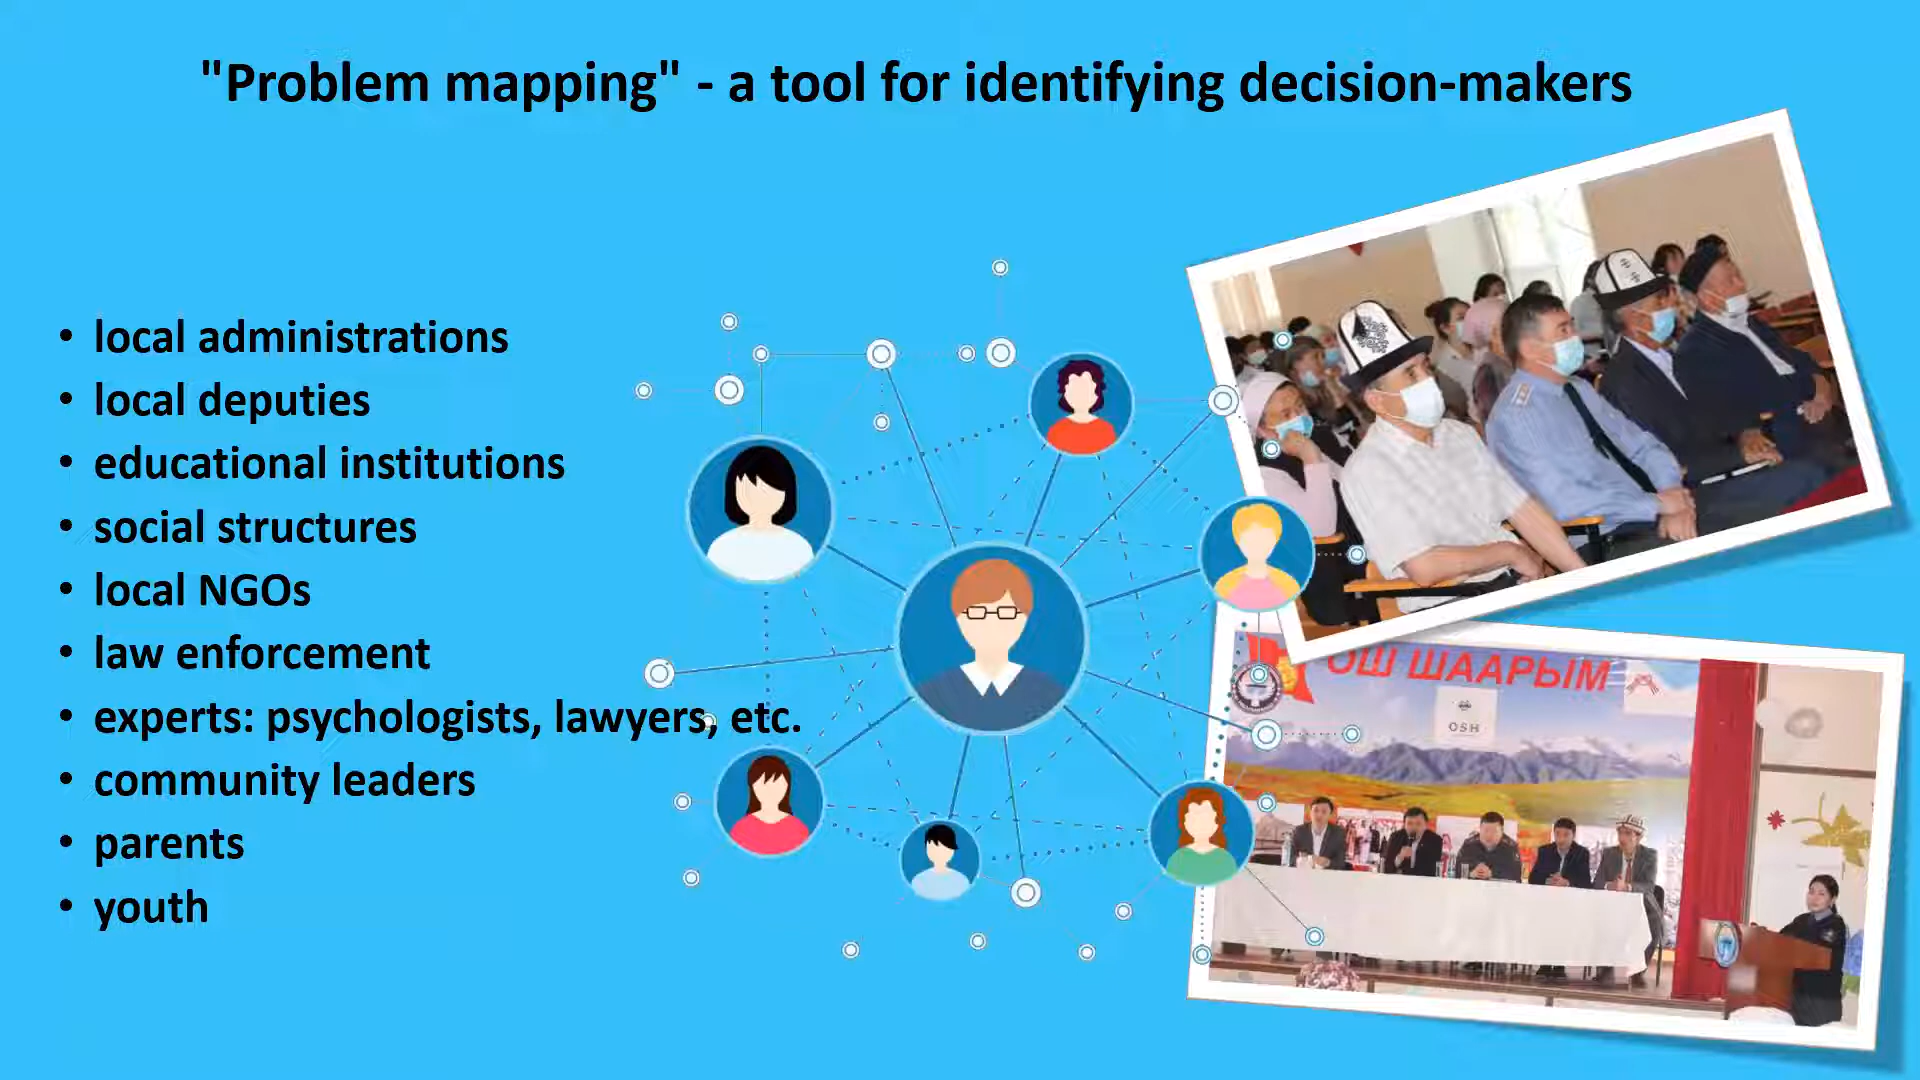 "Problem mapping" - a tool for identifying decision-makers
• local administrations
• local deputies
• educational institutions
• social structures
• local NGOs
• law enforcement
• experts: psychologists, lawyers, etc.
• community leaders
• parents
• youth
ОШ ШААРЫМ
OSH